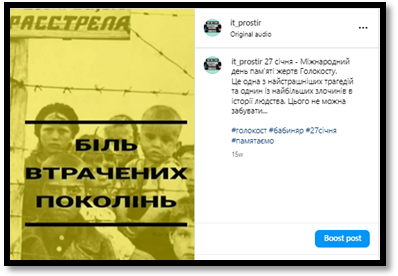 РАССТРЕЛА
БІЛЬ
ВТРАЧЕНИХ
ПОКОЛІНЬ
it_prostir
Original audio
it_prostir 27 січня - Міжнародний
день пам'яті жертв Голокосту.
Це одна з найстрашніших трагедій
та однин із найбільших злочинів в
історії людства. Цього не можна
забувати...
#голокост #бабиняр #27січня
#памятаємо
15w
Boost post